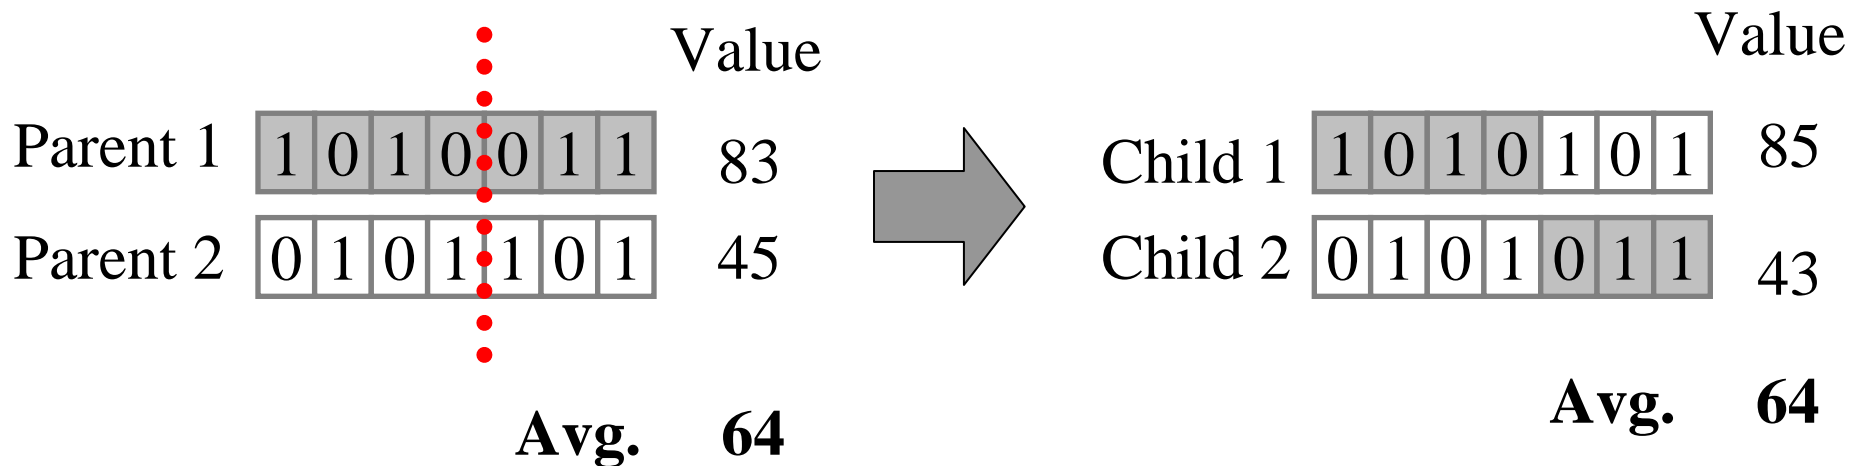 Value
Parent 1 1 0 1 0 0 1 1 83
Parent 2 0 1 0 1 1 0 1 45
Avg. 64
Value
Child 1 1 0 1 0 1 0 1 85
Child 2 0 1 0 1 0 1 1 43
Avg. 64